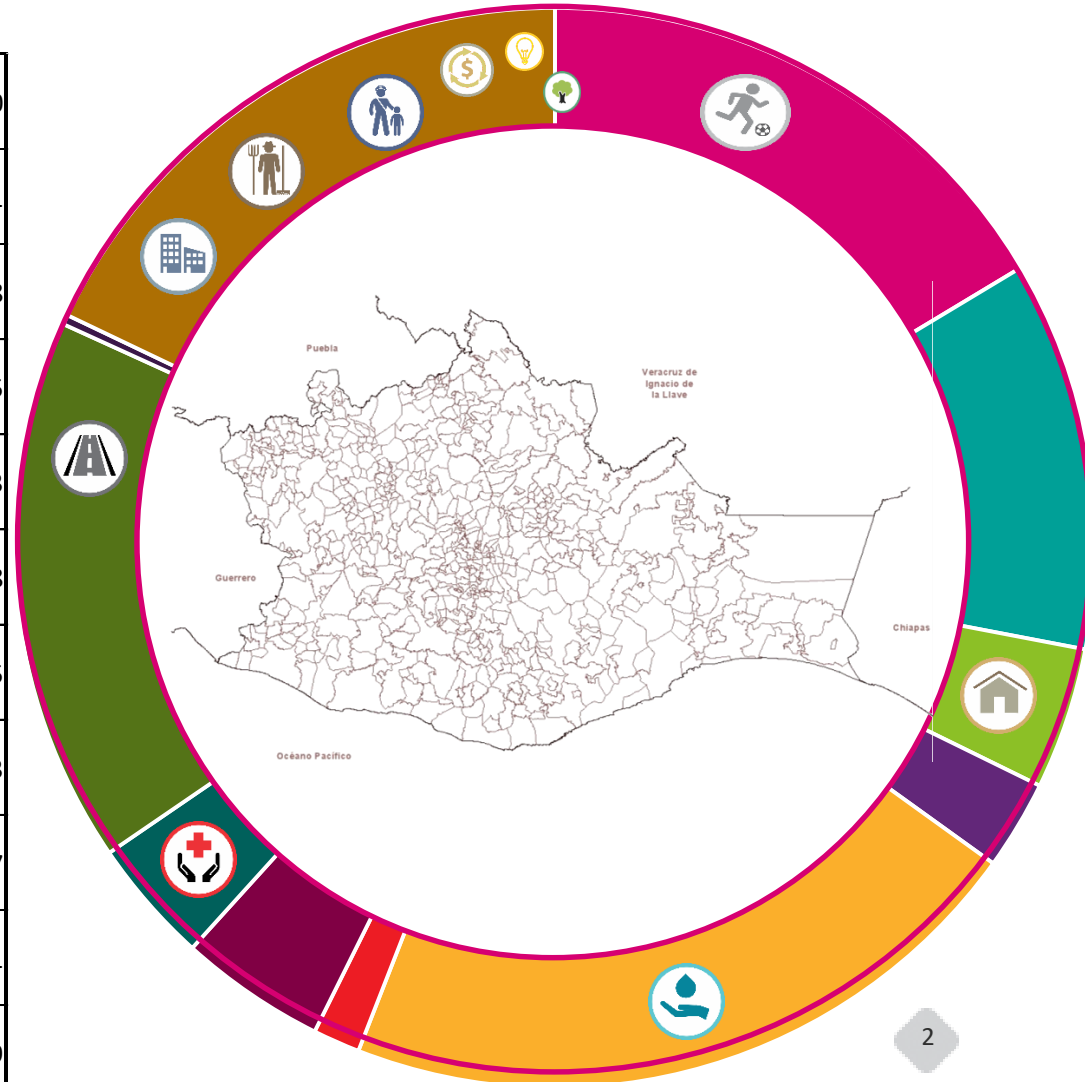 $
Puebla
Veracruz de
Ignacio de
la Llave
Guerrero
Chiapas
Océano Pacífico
2